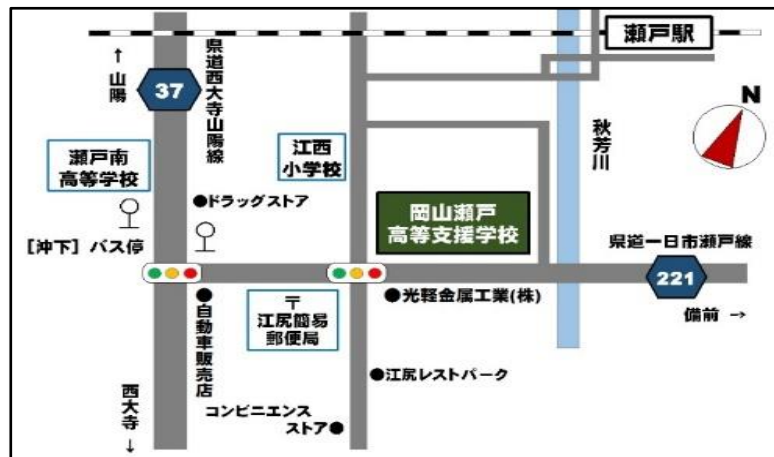 瀬戸駅
↑
山陽
37
県道西大寺山陽線
N
秋芳川
瀬戸南
高等学校
江西
小学校
●ドラッグストア
岡山瀬戸
高等支援学校
[沖下] バス停
県道一日市瀬戸線
221
備前 →
〒
江尻簡易
郵便局
●光軽金属工業(株)
●自動車販売店
●江尻レストパーク
西大寺
↓
コンビニエンス
ストア●